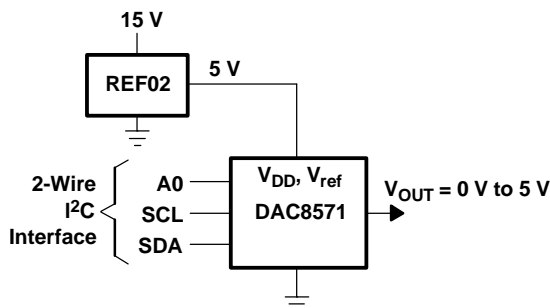 15 V
REF02
5 V
2-Wire
I²C
Interface
A0
SCL
SDA
V_DD, V_ref
DAC8571
V_OUT = 0 V to 5 V